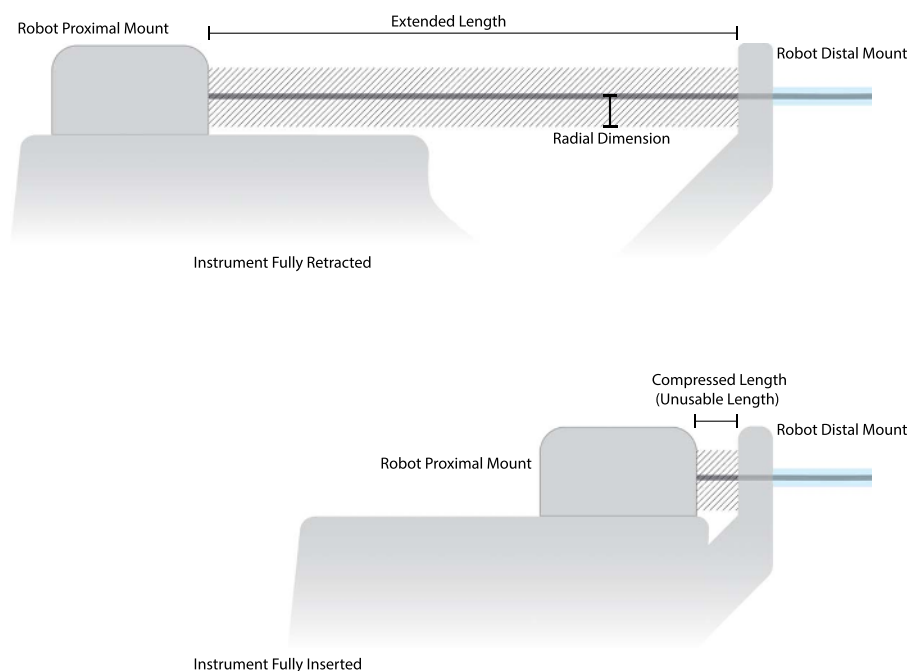 Extended Length
Robot Proximal Mount
Robot Distal Mount
Radial Dimension
Instrument Fully Retracted
Compressed Length
(Unusable Length)
Robot Distal Mount
Robot Proximal Mount
Instrument Fully Inserted